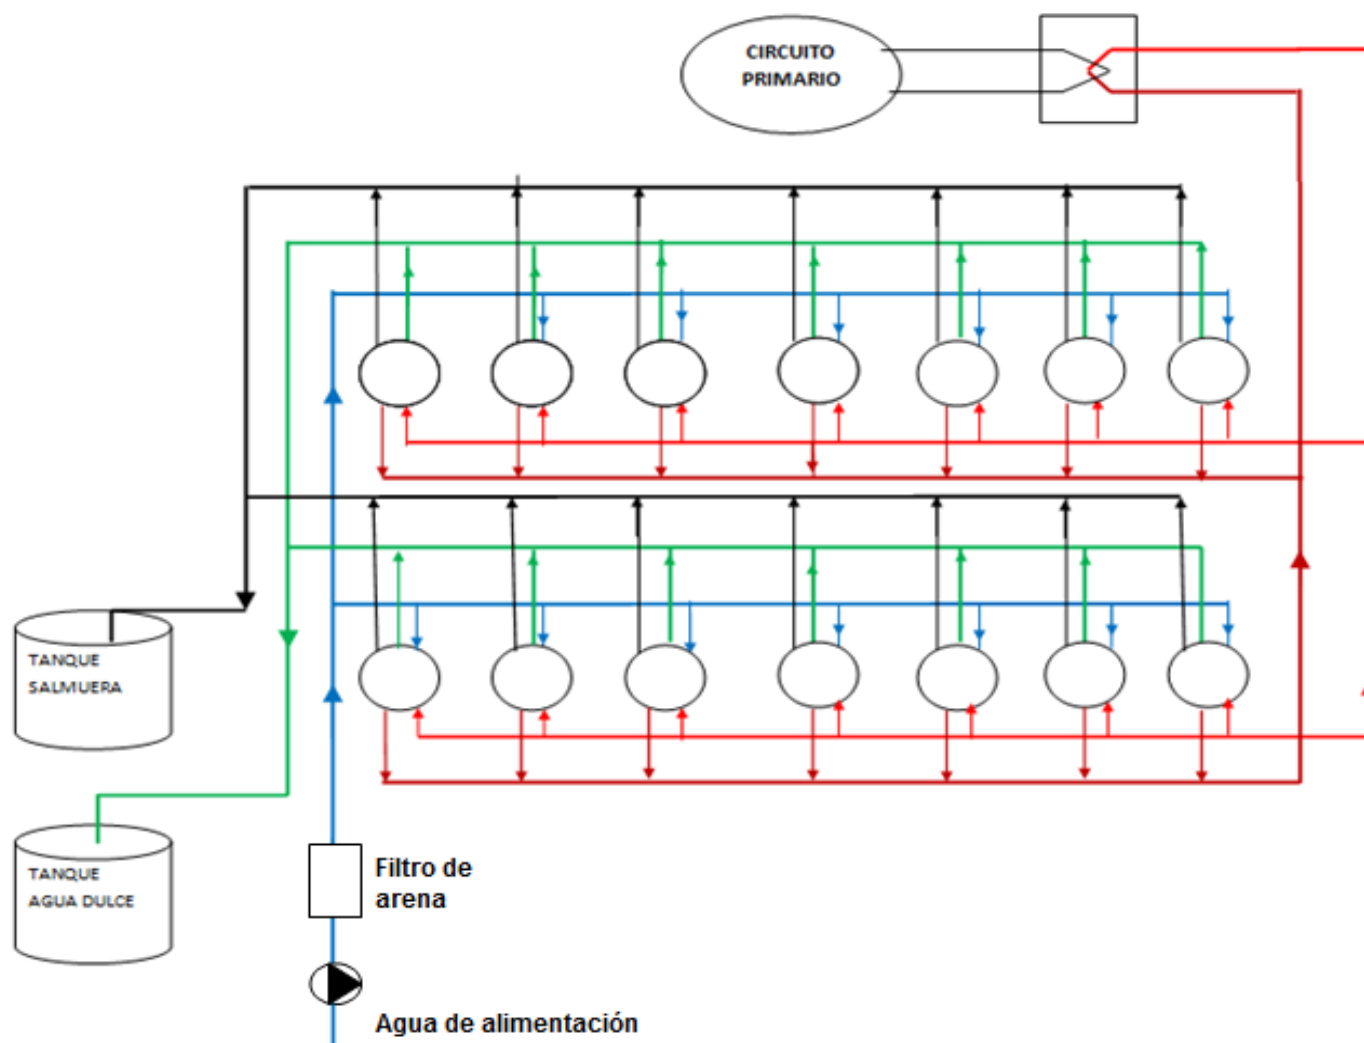 CIRCUITO
PRIMARIO
TANQUE
SALMUERA
TANQUE
AGUA DULCE
Filtro de
arena
Agua de alimentación